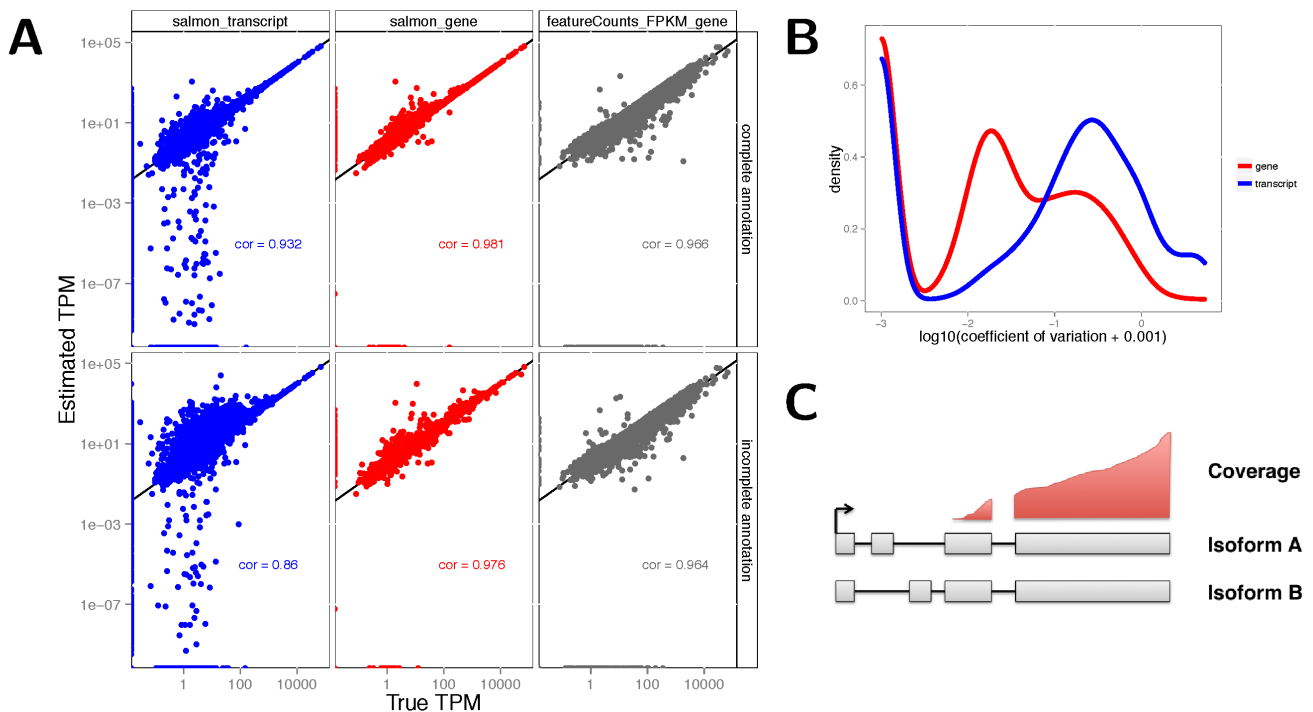 A
salmon_transcript
salmon_gene
featureCounts_FPKM_gene
1e+05
1e+01
1e−03
1e−07
cor = 0.932
cor = 0.981
cor = 0.966
complete annotation
1e+05
1e+01
1e−03
1e−07
cor = 0.86
cor = 0.976
cor = 0.964
incomplete annotation
Estimated TPM
1
100
10000
1
100
10000
1
100
10000
True TPM
B
density
0.6
0.4
0.2
0.0
−3
−2
−1
0
log10(coefficient of variation + 0.001)
gene
transcript
C
Coverage
Isoform A
Isoform B